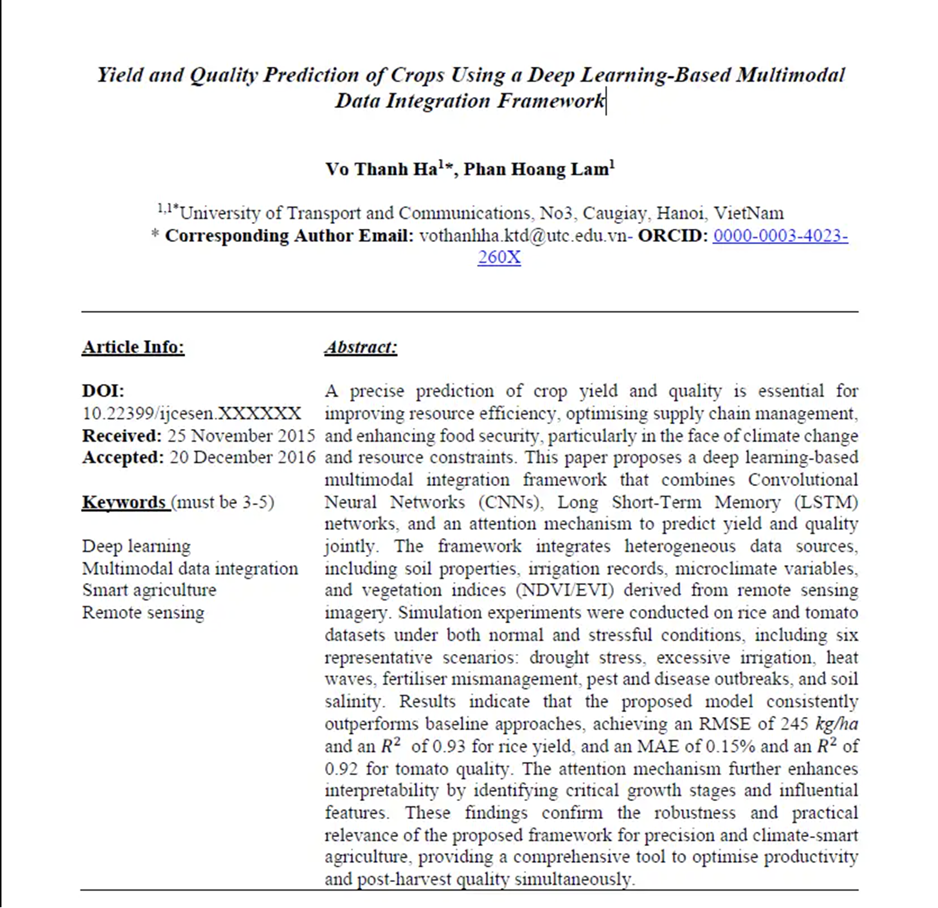 Yield and Quality Prediction of Crops Using a Deep Learning-Based Multimodal
Data Integration Framework
Vo Thanh Ha1*, Phan Hoang Lam1
1,1*University of Transport and Communications, No3, Caugiay, Hanoi, VietNam
* Corresponding Author Email: vothanhha.ktd@utc.edu.vn- ORCID: 0000-0003-4023-
260X
Article Info:
DOI:
10.22399/ijcesen.XXXXXX
Received: 25 November 2015
Accepted: 20 December 2016
Keywords (must be 3-5)
Deep learning
Multimodal data integration
Smart agriculture
Remote sensing
Abstract:
A precise prediction of crop yield and quality is essential for
improving resource efficiency, optimising supply chain management,
and enhancing food security, particularly in the face of climate change
and resource constraints. This paper proposes a deep learning-based
multimodal integration framework that combines Convolutional
Neural Networks (CNNs), Long Short-Term Memory (LSTM)
networks, and an attention mechanism to predict yield and quality
jointly. The framework integrates heterogeneous data sources,
including soil properties, irrigation records, microclimate variables,
and vegetation indices (NDVI/EVI) derived from remote sensing
imagery. Simulation experiments were conducted on rice and tomato
datasets under both normal and stressful conditions, including six
representative scenarios: drought stress, excessive irrigation, heat
waves, fertiliser mismanagement, pest and disease outbreaks, and soil
salinity. Results indicate that the proposed model consistently
outperforms baseline approaches, achieving an RMSE of 245 kg/ha
and an R² of 0.93 for rice yield, and an MAE of 0.15% and an R² of
0.92 for tomato quality. The attention mechanism further enhances
interpretability by identifying critical growth stages and influential
features. These findings confirm the robustness and practical
relevance of the proposed framework for precision and climate-smart
agriculture, providing a comprehensive tool to optimise productivity
and post-harvest quality simultaneously.